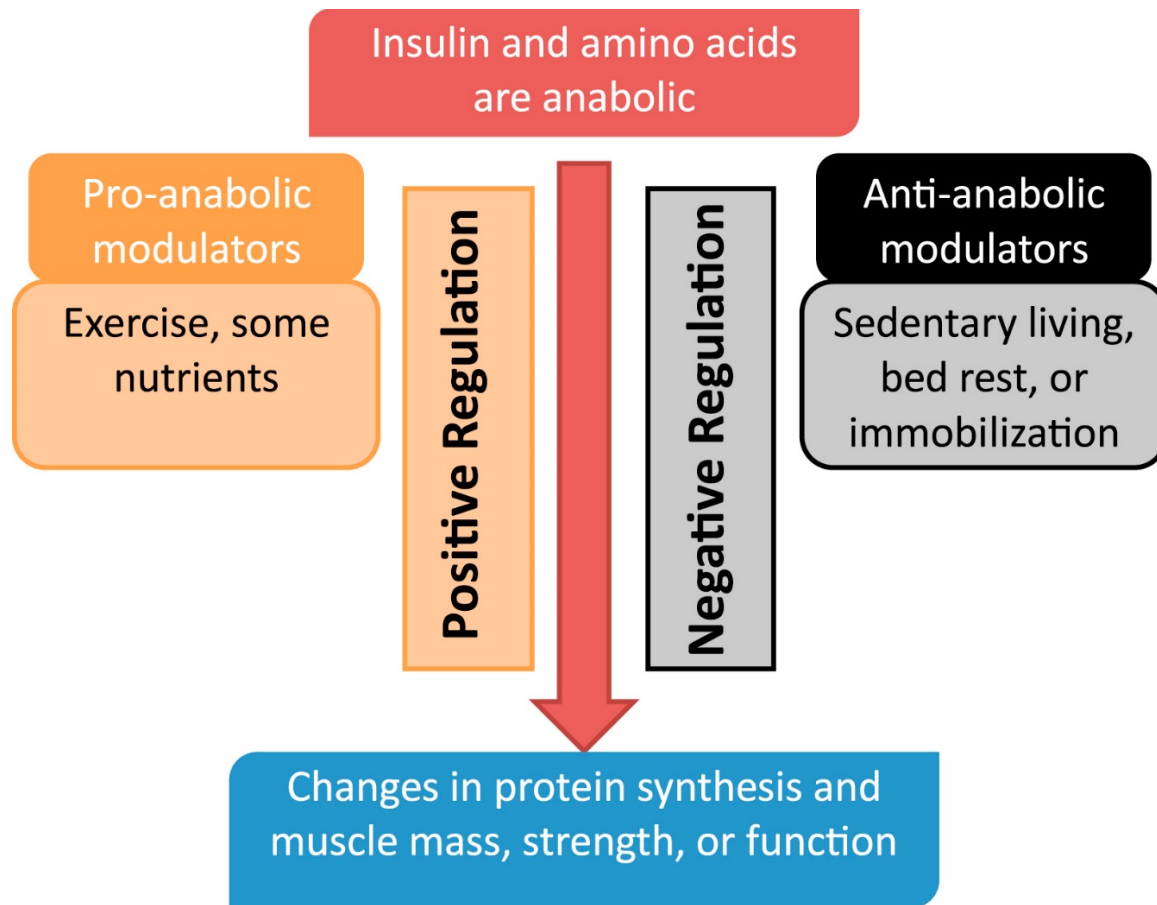 Insulin and amino acids
are anabolic
Pro-anabolic
modulators
Exercise, some
nutrients
Positive Regulation
Negative Regulation
Anti-anabolic
modulators
Sedentary living,
bed rest, or
immobilization
Changes in protein synthesis and
muscle mass, strength, or function